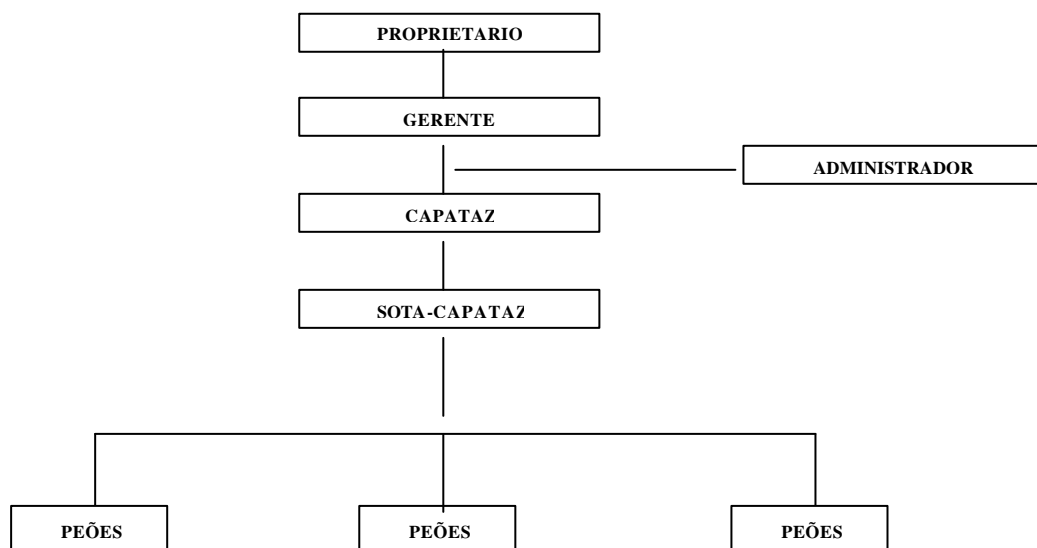 PROPRIETARIO
GERENTE
ADMINISTRADOR
CAPATAZ
SOTA-CAPATAZ
PEÕES
PEÕES
PEÕES